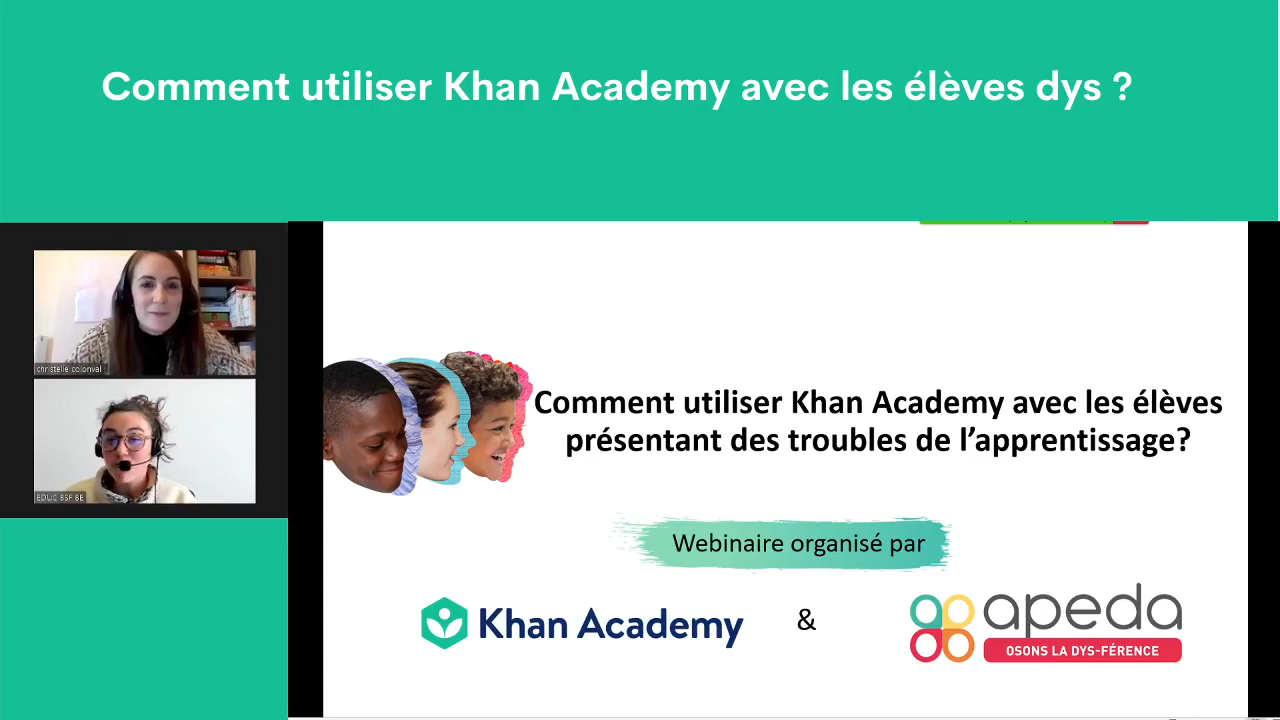 Comment utiliser Khan Academy avec les élèves dys ?
christelle colonval
EDUC BSF BE
Comment utiliser Khan Academy avec les élèves
présentant des troubles de l'apprentissage?
Webinaire organisé par
Khan Academy
&
apeda
OSONS LA DYS-FÉRENCE